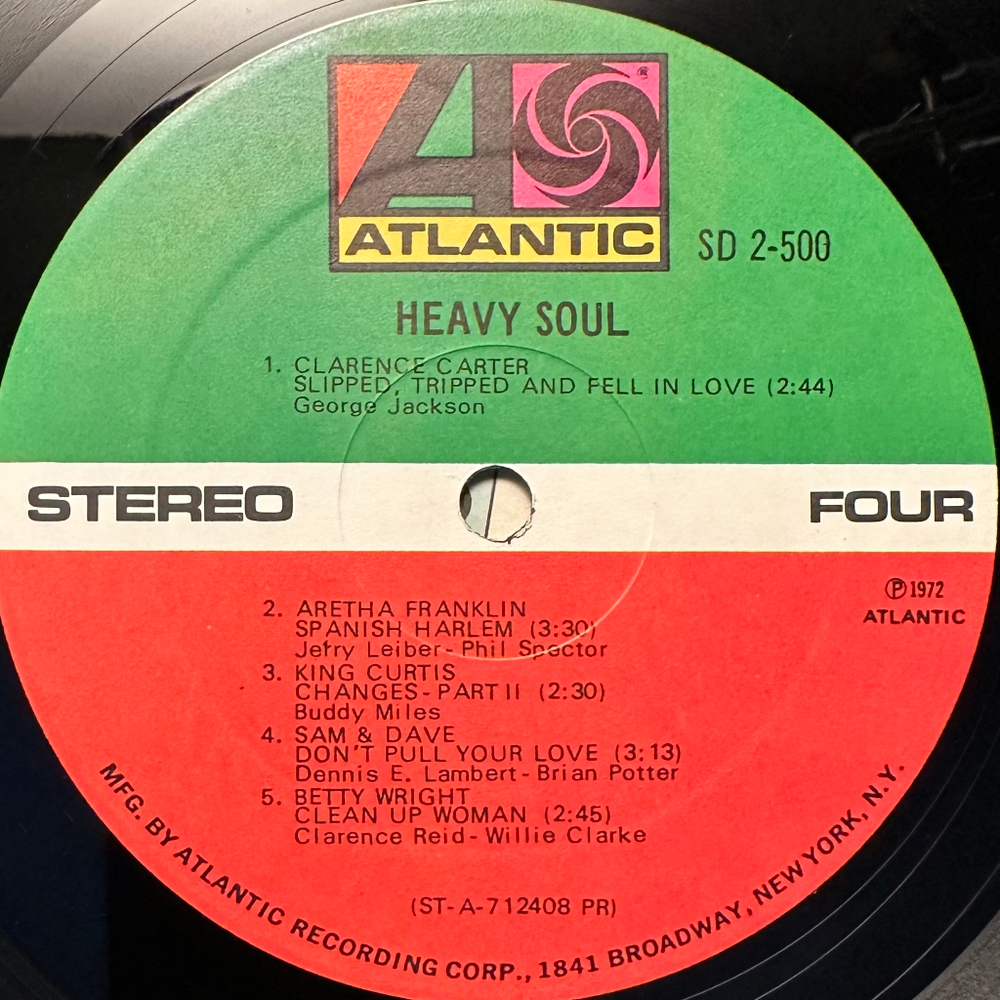 ®
ATLANTIC
SD 2-500
HEAVY SOUL
1. CLARENCE CARTER
SLIPPED, TRIPPED AND FELL IN LOVE (2:44)
George Jackson
STEREO
FOUR
℗ 1972
ATLANTIC
2. ARETHA FRANKLIN
SPANISH HARLEM (3:30)
Jerry Leiber-Phil Spector
3. KING CURTIS
CHANGES-PART II (2:30)
Buddy Miles
4. SAM & DAVE
DON'T PULL YOUR LOVE (3:13)
Dennis E. Lambert-Brian Potter
5. BETTY WRIGHT
CLEAN UP WOMAN (2:45)
Clarence Reid-Willie Clarke
(ST-A-712408 PR)
MFG. BY ATLANTIC RECORDING CORP., 1841 BROADWAY, NEW YORK, N.Y.